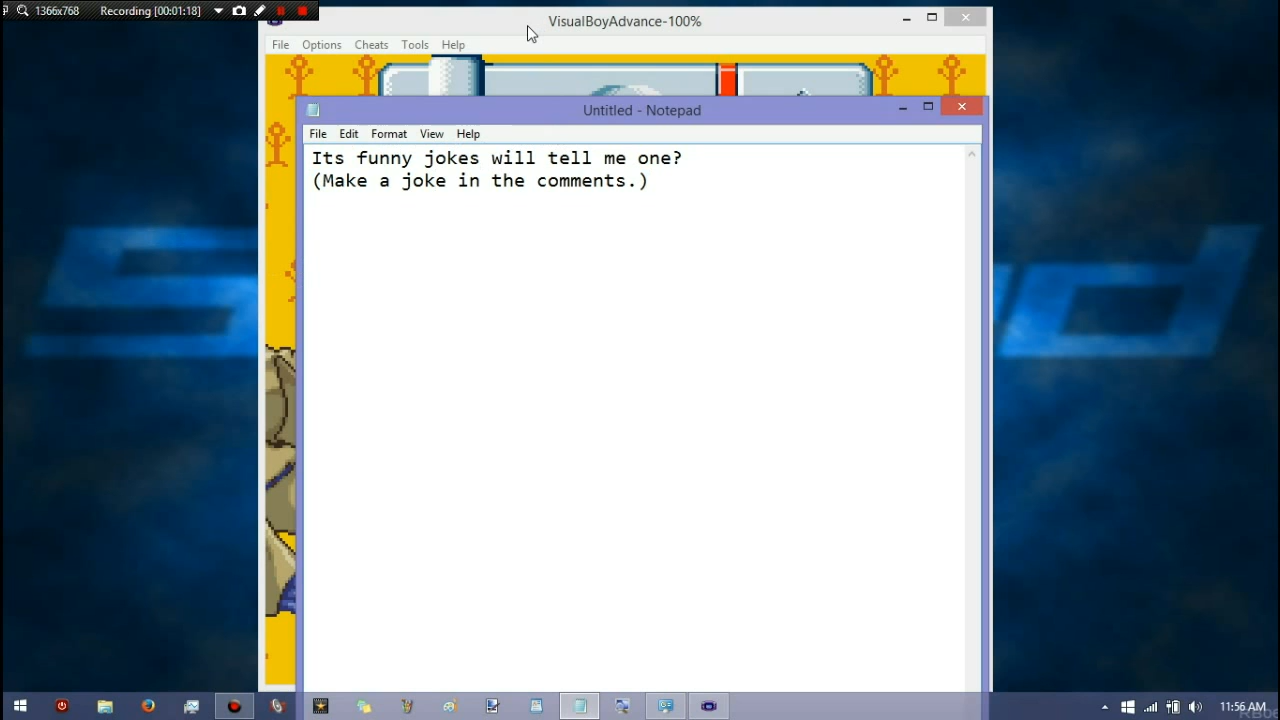 1366x768 Recording [00:01:18]
VisualBoyAdvance-100%
File Options Cheats Tools Help
Untitled - Notepad
File Edit Format View Help
Its funny jokes will tell me one?
(Make a joke in the comments.)
11:56 AM